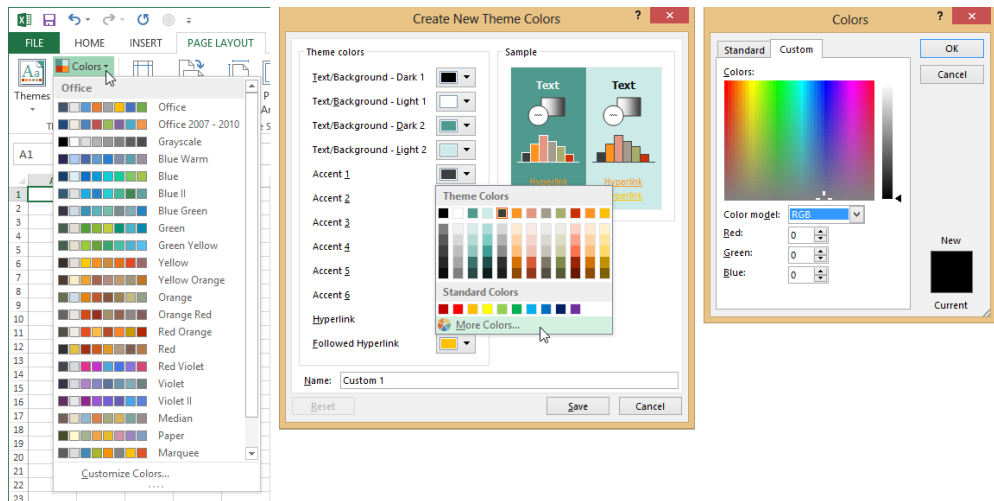 FILE HOME INSERT PAGE LAYOUT
Colors
Themes
A1
Office
Office
Office 2007 - 2010
Grayscale
Blue Warm
Blue
Blue II
Blue Green
Green
Green Yellow
Yellow
Yellow Orange
Orange
Orange Red
Red Orange
Red
Red Violet
Violet
Violet II
Median
Paper
Marquee
Customize Colors...
1
2
3
4
5
6
7
8
9
10
11
12
13
14
15
16
17
18
19
20
21
22
23
Create New Theme Colors
Theme colors
Text/Background - Dark 1
Text/Background - Light 1
Text/Background - Dark 2
Text/Background - Light 2
Accent 1
Accent 2
Accent 3
Accent 4
Accent 5
Accent 6
Hyperlink
Followed Hyperlink
Sample
Text Text
Hyperlink Hyperlink
Theme Colors
Standard Colors
More Colors...
Name: Custom 1
Reset Save Cancel
Colors
Standard Custom
OK
Cancel
Colors:
Color model: RGB
Red: 0
Green: 0
Blue: 0
New
Current